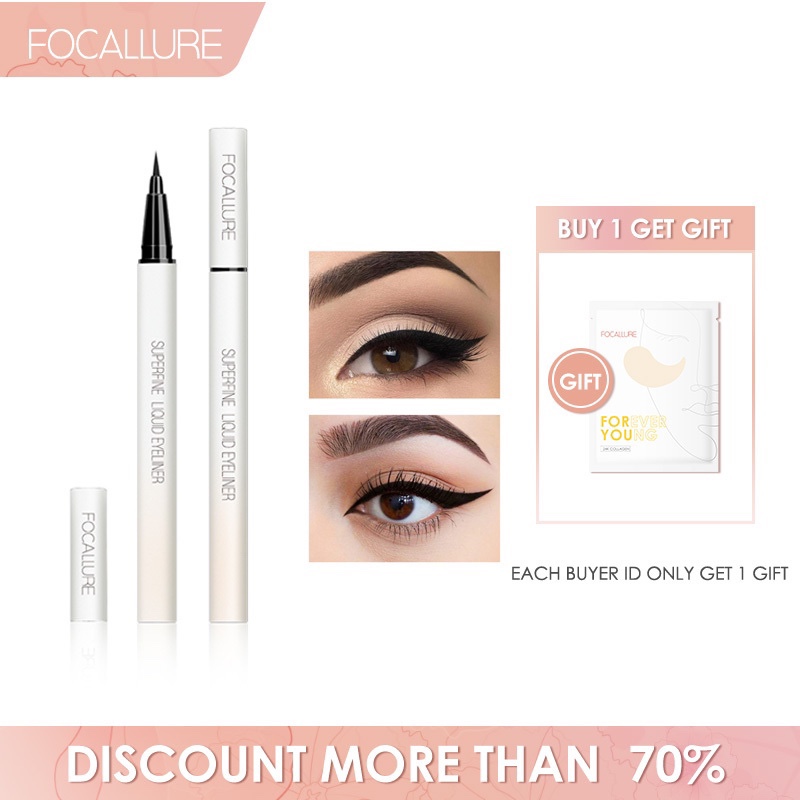 FOCALLURE
FOCALLURE
SUPERFINE LIQUID EYELINER
SUPERFINE LIQUID EYELINER
FOCALLURE
BUY 1 GET GIFT
FOCALLURE
GIFT
FOREVER
YOUNG
EACH BUYER ID ONLY GET 1 GIFT
DISCOUNT MORE THAN 70%